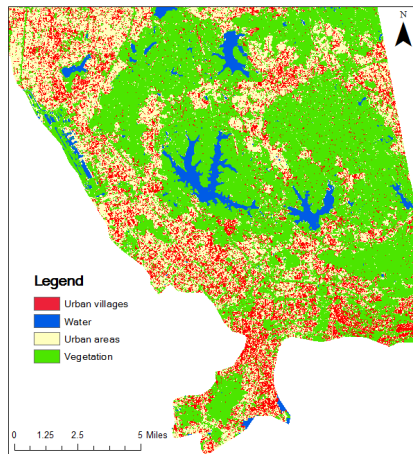 N
Legend
Urban villages
Water
Urban areas
Vegetation
0 1.25 2.5 5 Miles